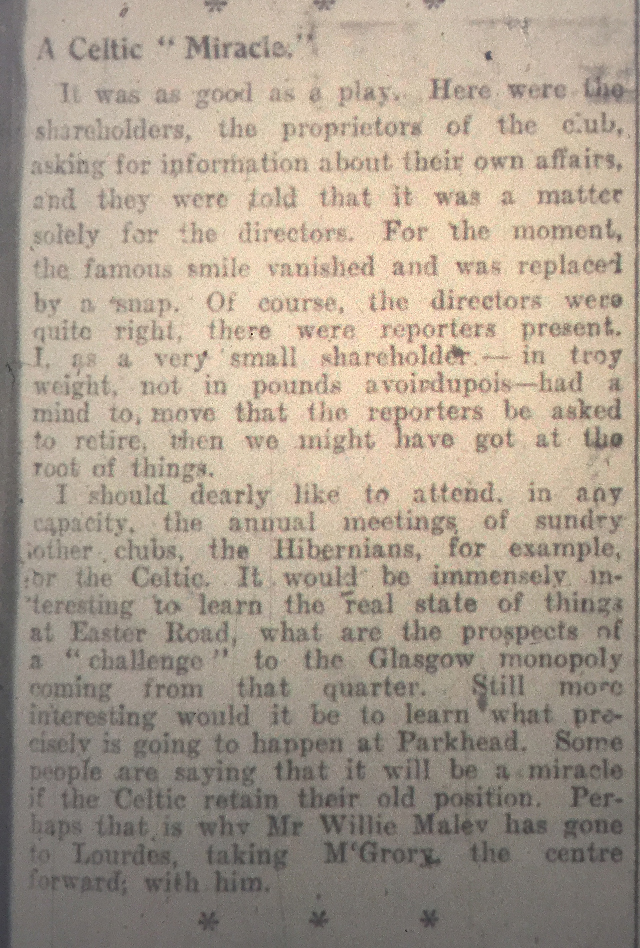 * * *
A Celtic “ Miracle.”
It was as good as a play. Here were the
shareholders, the proprietors of the club,
asking for information about their own affairs,
and they were told that it was a matter
solely for the directors. For the moment,
the famous smile vanished and was replaced
by a snap. Of course, the directors were
quite right, there were reporters present.
I, as a very small shareholder — in troy
weight, not in pounds avoirdupois—had a
mind to move that the reporters be asked
to retire, then we might have got at the
root of things.
I should dearly like to attend, in any
capacity, the annual meetings of sundry
other clubs, the Hibernians, for example,
or the Celtic. It would be immensely in-
teresting to learn the real state of things
at Easter Road, what are the prospects of
a “ challenge ” to the Glasgow monopoly
coming from that quarter. Still more
interesting would it be to learn what pre-
cisely is going to happen at Parkhead. Some
people are saying that it will be a miracle
if the Celtic retain their old position. Per-
haps that is why Mr Willie Maley has gone
to Lourdes, taking M‘Grory, the centre
forward; with him.
* * *